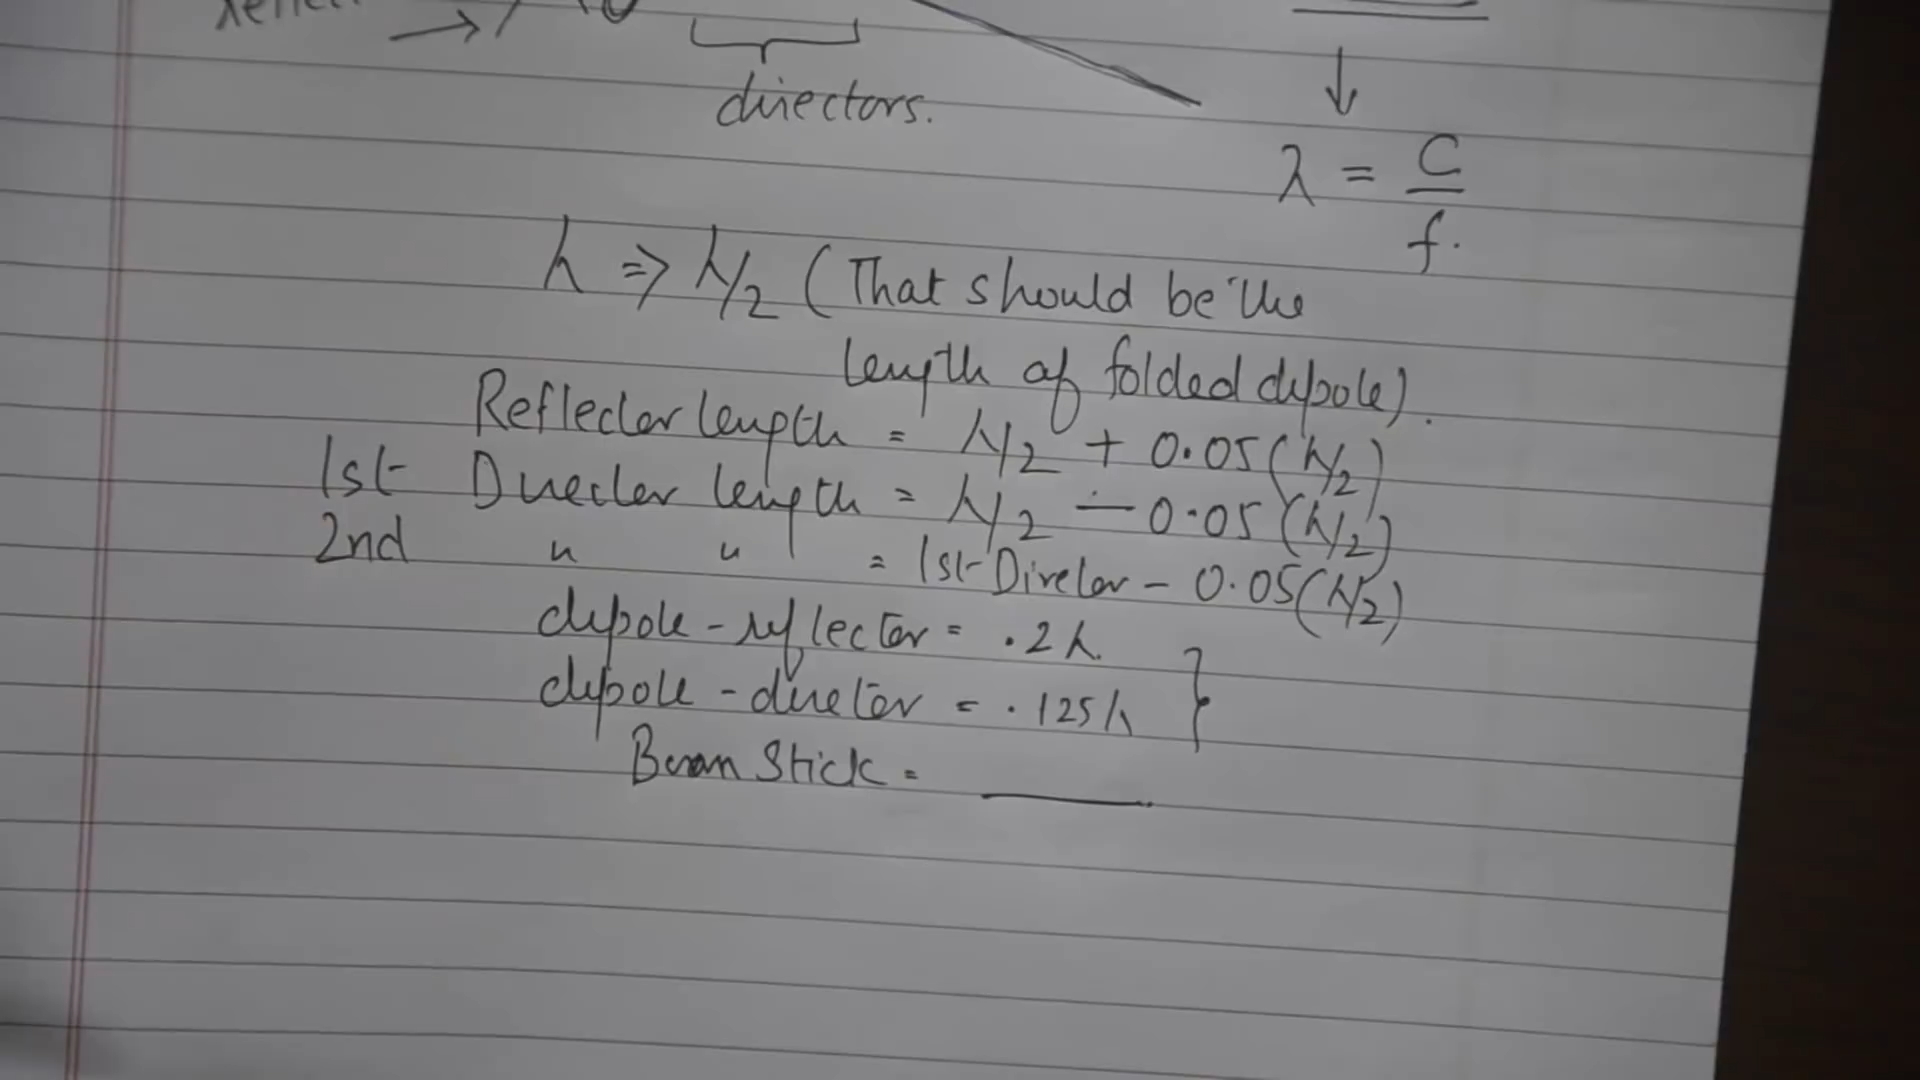 directors.
λ = C/f.
λ ⇒ λ/2 (That should be the
length of folded dipole).
Reflector length = λ/2 + 0.05(λ/2)
1st Director length = λ/2 - 0.05(λ/2)
2nd " " = 1st Director - 0.05(λ/2)
dipole - reflector = .2λ.
dipole - director = .125λ
Beam Stick =